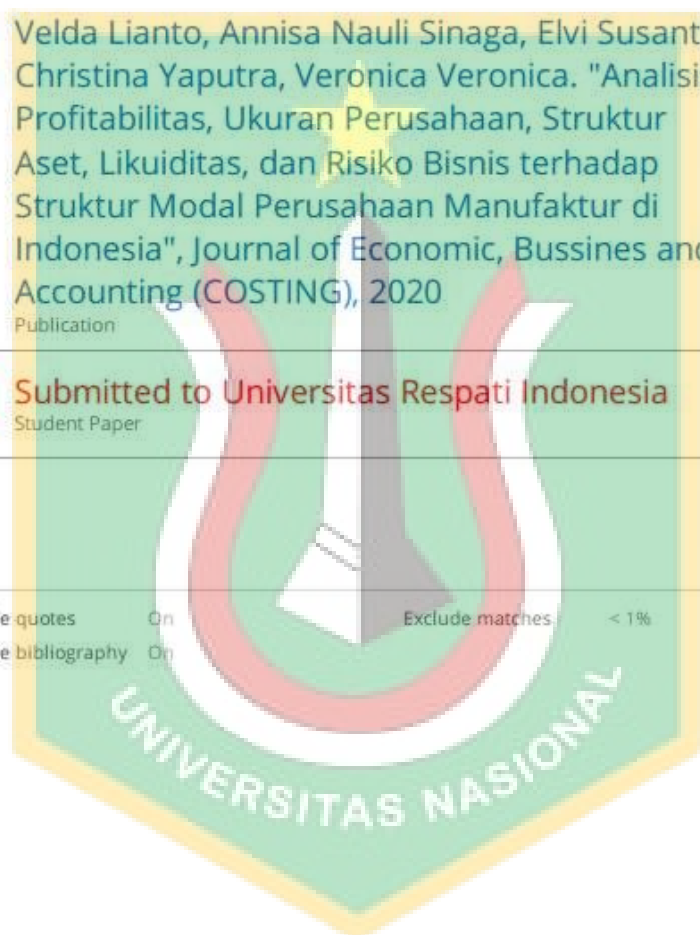 Velda Lianto, Annisa Nauli Sinaga, Elvi Susant
Christina Yaputra, Veronica Veronica. "Analisi
Profitabilitas, Ukuran Perusahaan, Struktur
Aset, Likuiditas, dan Risiko Bisnis terhadap
Struktur Modal Perusahaan Manufaktur di
Indonesia", Journal of Economic, Bussines and
Accounting (COSTING), 2020
Publication
Submitted to Universitas Respati Indonesia
Student Paper
e quotes On Exclude matches < 1%
e bibliography On
UNIVERSITAS NASIONAL